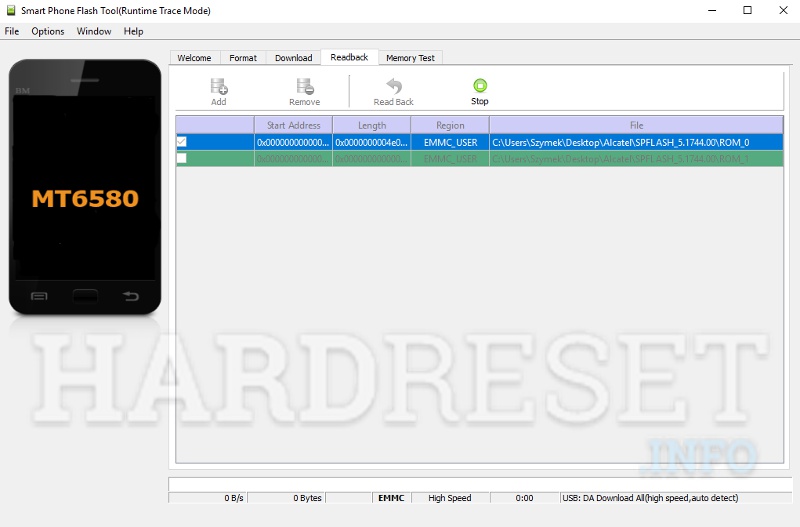 Smart Phone Flash Tool(Runtime Trace Mode)
File Options Window Help
Welcome Format Download Readback Memory Test
BM
Add Remove Read Back Stop
Start Address Length Region File
0x000000000000... 0x0000000004e0... EMMC_USER C:\Users\Szymek\Desktop\Alcatel\SPFLASH_5.1744.00\ROM_0
0x000000000000... 0x000000000000... EMMC_USER C:\Users\Szymek\Desktop\Alcatel\SPFLASH_5.1744.00\ROM_1
MT6580
HARDRESET
.INFO
0 B/s 0 Bytes EMMC High Speed 0:00 USB: DA Download All(high speed,auto detect)